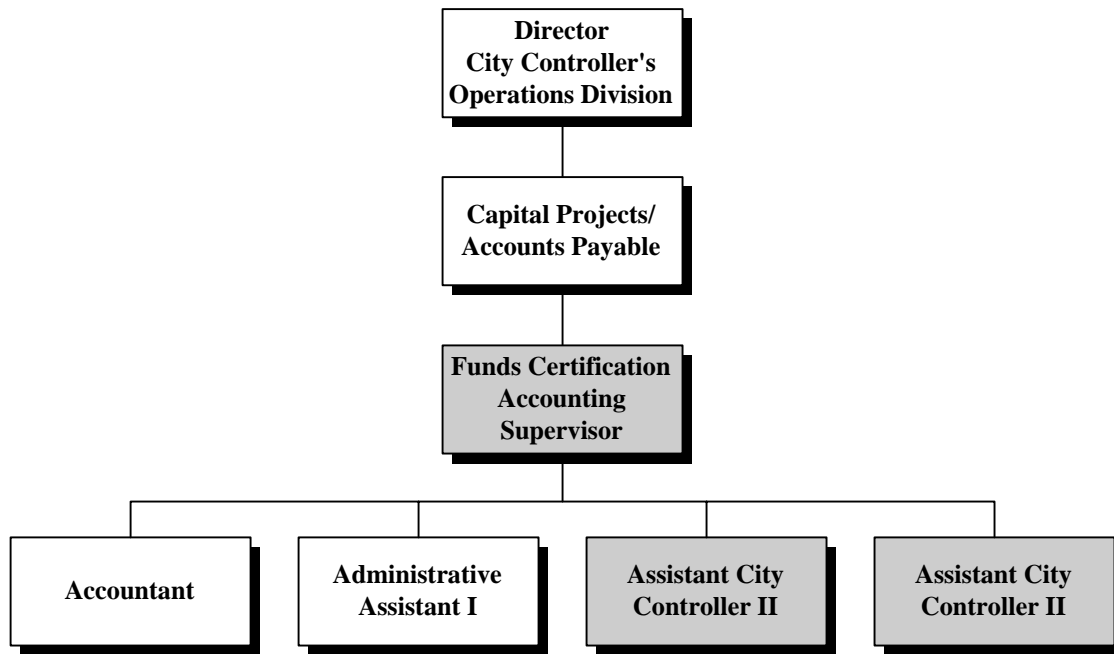 Director
City Controller's
Operations Division
Capital Projects/
Accounts Payable
Funds Certification
Accounting
Supervisor
Accountant
Administrative
Assistant I
Assistant City
Controller II
Assistant City
Controller II